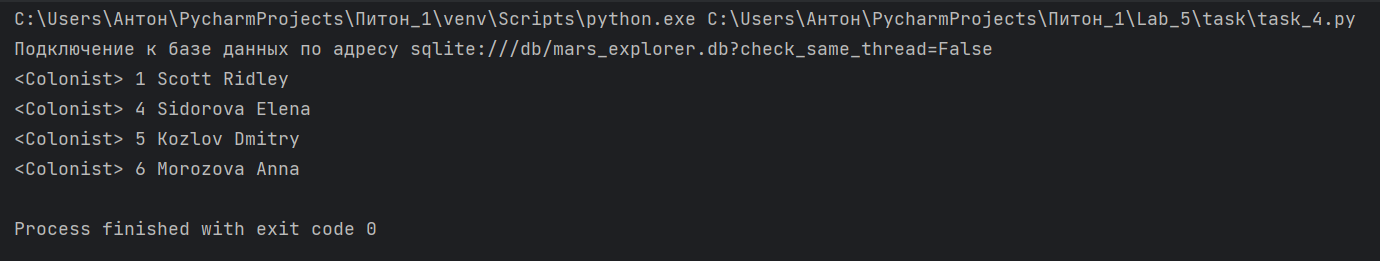 C:\Users\Антон\PycharmProjects\Питон_1\venv\Scripts\python.exe C:\Users\Антон\PycharmProjects\Питон_1\Lab_5\task\task_4.py
Подключение к базе данных по адресу sqlite:///db/mars_explorer.db?check_same_thread=False
<Colonist> 1 Scott Ridley
<Colonist> 4 Sidorova Elena
<Colonist> 5 Kozlov Dmitry
<Colonist> 6 Morozova Anna
Process finished with exit code 0